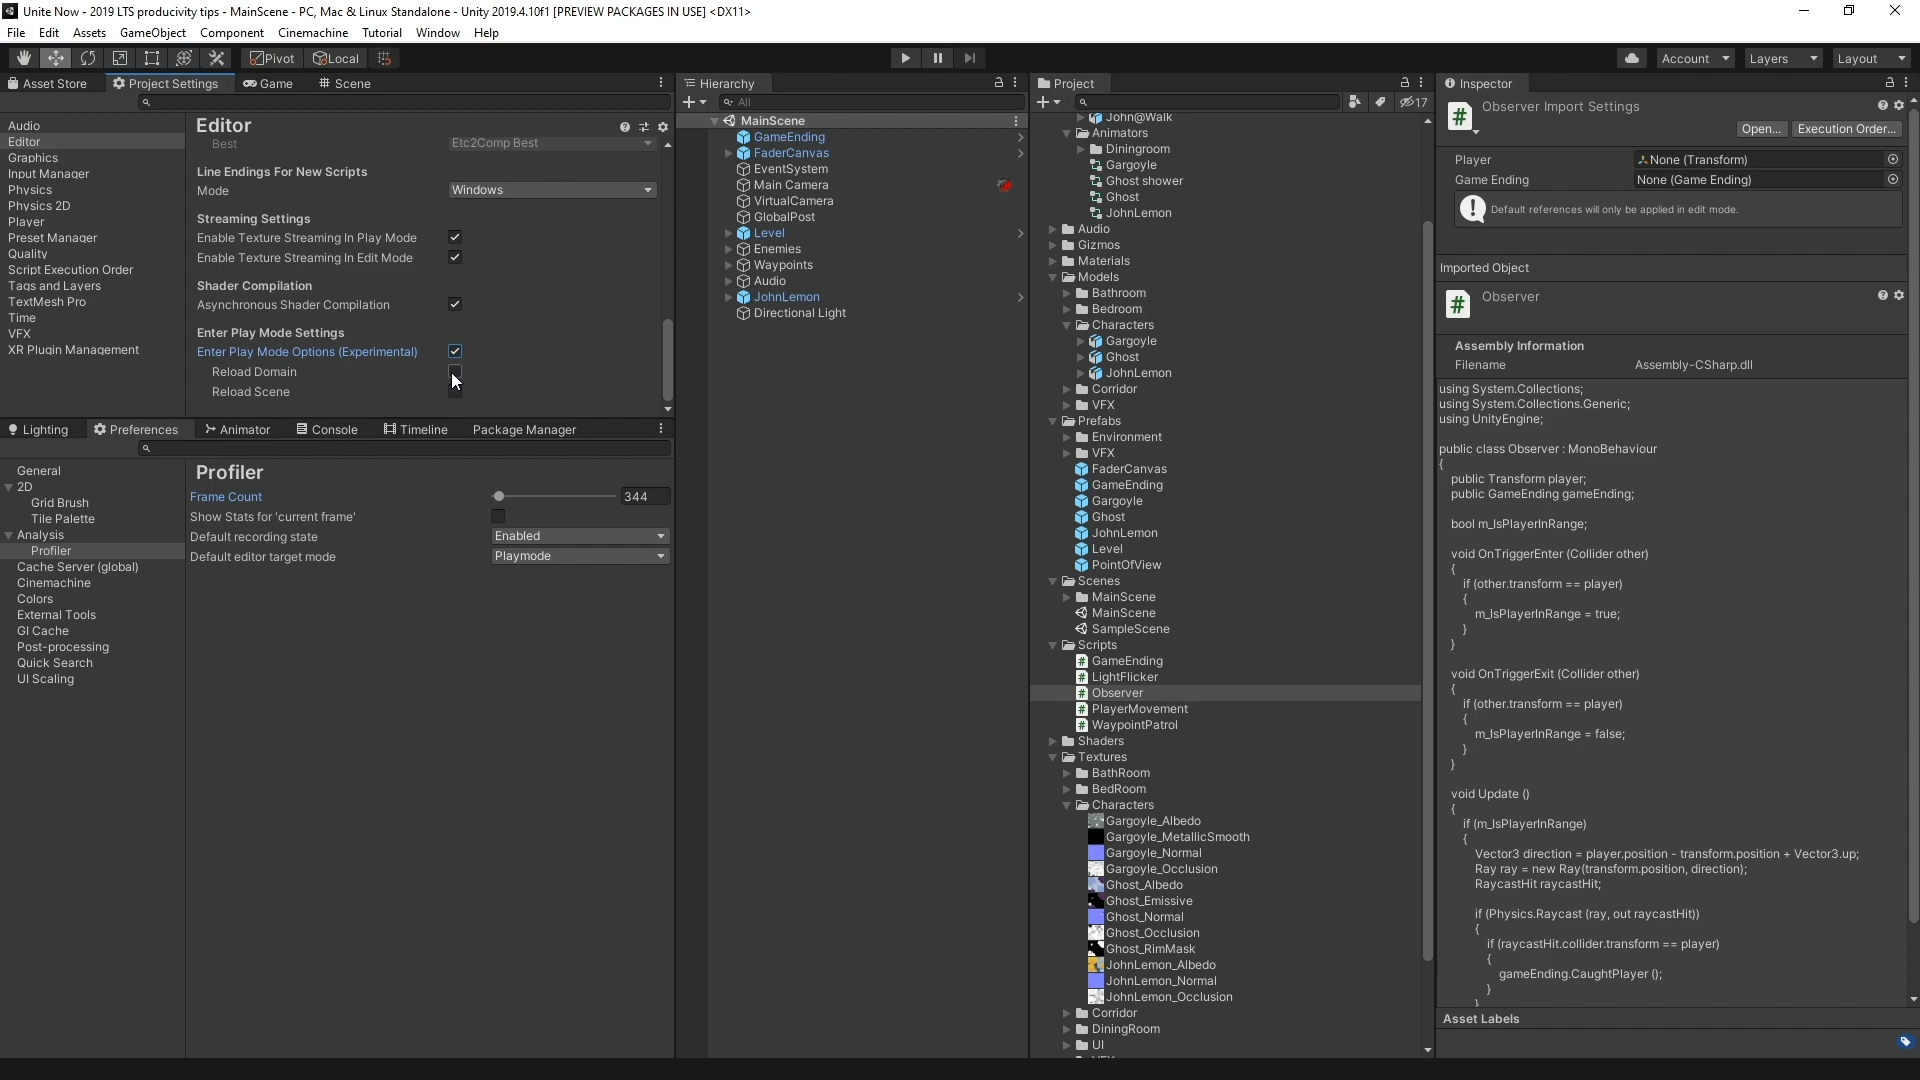 Unite Now - 2019 LTS producivity tips - MainScene - PC, Mac & Linux Standalone - Unity 2019.4.10f1 [PREVIEW PACKAGES IN USE] <DX11>
File Edit Assets GameObject Component Cinemachine Tutorial Window Help
Pivot Local Account Layers Layout
Asset Store Project Settings Game Scene
Audio
Editor
Graphics
Input Manager
Physics
Physics 2D
Player
Preset Manager
Quality
Script Execution Order
Tags and Layers
TextMesh Pro
Time
VFX
XR Plugin Management
Editor
Best Etc2Comp Best
Line Endings For New Scripts
Mode Windows
Streaming Settings
Enable Texture Streaming In Play Mode
Enable Texture Streaming In Edit Mode
Shader Compilation
Asynchronous Shader Compilation
Enter Play Mode Settings
Enter Play Mode Options (Experimental)
Reload Domain
Reload Scene
Lighting Preferences Animator Console Timeline Package Manager
General
2D
Grid Brush
Tile Palette
Analysis
Profiler
Cache Server (global)
Cinemachine
Colors
External Tools
GI Cache
Post-processing
Quick Search
UI Scaling
Profiler
Frame Count 344
Show Stats for 'current frame'
Default recording state Enabled
Default editor target mode Playmode
Hierarchy
All
MainScene
GameEnding
FaderCanvas
EventSystem
Main Camera
VirtualCamera
GlobalPost
Level
Enemies
Waypoints
Audio
JohnLemon
Directional Light
Project
17
John@Walk
Animators
Diningroom
Gargoyle
Ghost shower
Ghost
JohnLemon
Audio
Gizmos
Materials
Models
Bathroom
Bedroom
Characters
Gargoyle
Ghost
JohnLemon
Corridor
VFX
Prefabs
Environment
VFX
FaderCanvas
GameEnding
Gargoyle
Ghost
JohnLemon
Level
PointOfView
Scenes
MainScene
MainScene
SampleScene
Scripts
GameEnding
LightFlicker
Observer
PlayerMovement
WaypointPatrol
Shaders
Textures
BathRoom
BedRoom
Characters
Gargoyle_Albedo
Gargoyle_MetallicSmooth
Gargoyle_Normal
Gargoyle_Occlusion
Ghost_Albedo
Ghost_Emissive
Ghost_Normal
Ghost_Occlusion
Ghost_RimMask
JohnLemon_Albedo
JohnLemon_Normal
JohnLemon_Occlusion
Corridor
DiningRoom
UI
Inspector
Observer Import Settings
Open... Execution Order...
Player None (Transform)
Game Ending None (Game Ending)
Default references will only be applied in edit mode.
Imported Object
Observer
Assembly Information
Filename Assembly-CSharp.dll
using System.Collections;
using System.Collections.Generic;
using UnityEngine;
public class Observer : MonoBehaviour
{
public Transform player;
public GameEnding gameEnding;
bool m_IsPlayerInRange;
void OnTriggerEnter (Collider other)
{
if (other.transform == player)
{
m_IsPlayerInRange = true;
}
}
void OnTriggerExit (Collider other)
{
if (other.transform == player)
{
m_IsPlayerInRange = false;
}
}
void Update ()
{
if (m_IsPlayerInRange)
{
Vector3 direction = player.position - transform.position + Vector3.up;
Ray ray = new Ray(transform.position, direction);
RaycastHit raycastHit;
if (Physics.Raycast (ray, out raycastHit))
{
if (raycastHit.collider.transform == player)
{
gameEnding.CaughtPlayer ();
}
}
Asset Labels